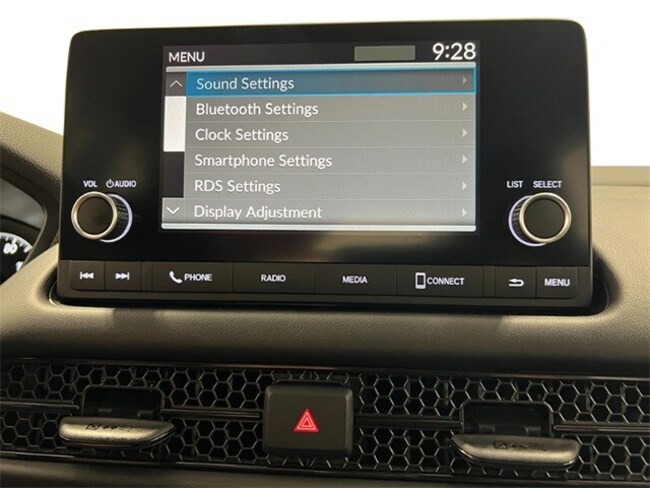 MENU 9:28
Sound Settings
Bluetooth Settings
Clock Settings
Smartphone Settings
RDS Settings
Display Adjustment
VOL AUDIO LIST SELECT
PHONE RADIO MEDIA CONNECT MENU
80